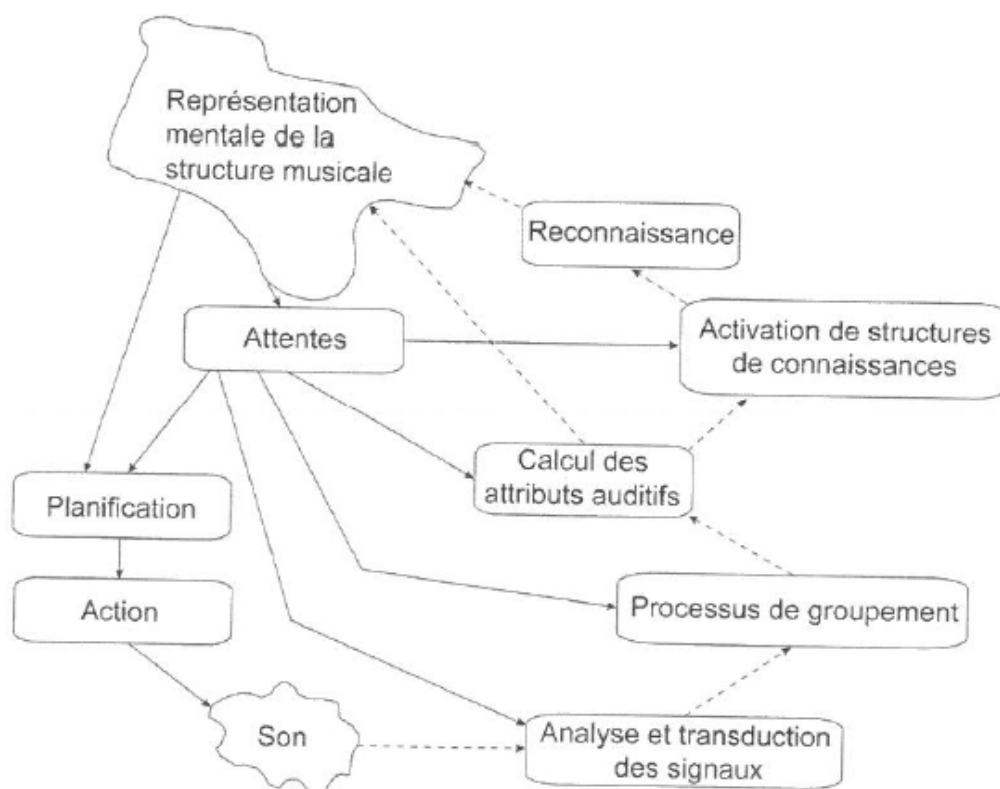 Représentation
mentale de la
structure musicale
Reconnaissance
Attentes
Activation de structures
de connaissances
Calcul des
attributs auditifs
Planification
Action
Processus de groupement
Son
Analyse et transduction
des signaux